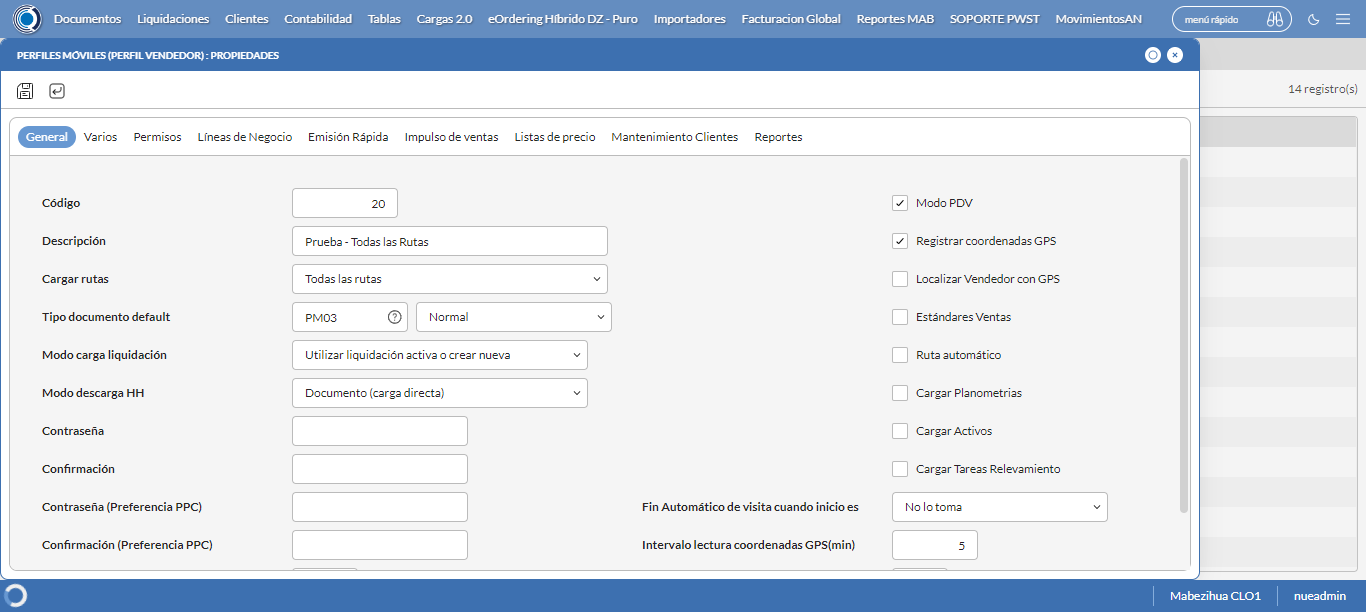 Documentos Liquidaciones Clientes Contabilidad Tablas Cargas 2.0 eOrdering Híbrido DZ - Puro Importadores Facturacion Global Reportes MAB SOPORTE PWST MovimientosAN menú rápido
PERFILES MÓVILES (PERFIL VENDEDOR) : PROPIEDADES
14 registro(s)
General Varios Permisos Líneas de Negocio Emisión Rápida Impulso de ventas Listas de precio Mantenimiento Clientes Reportes
Código 20 Modo PDV
Descripción Prueba - Todas las Rutas Registrar coordenadas GPS
Cargar rutas Todas las rutas Localizar Vendedor con GPS
Tipo documento default PM03 Normal Estándares Ventas
Modo carga liquidación Utilizar liquidación activa o crear nueva Ruta automático
Modo descarga HH Documento (carga directa) Cargar Planometrias
Contraseña Cargar Activos
Confirmación Cargar Tareas Relevamiento
Contraseña (Preferencia PPC) Fin Automático de visita cuando inicio es No lo toma
Confirmación (Preferencia PPC) Intervalo lectura coordenadas GPS(min) 5
Mabezihua CLO1 nueadmin